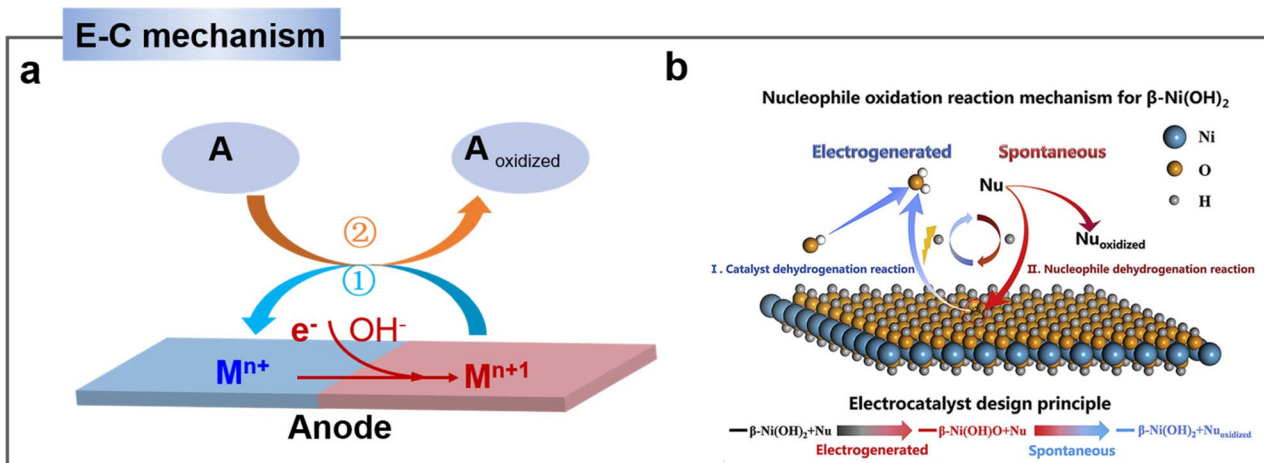 E-C mechanism
a
A
A oxidized
②
①
e⁻ OH⁻
Mⁿ⁺
Mⁿ⁺¹
Anode
b
Nucleophile oxidation reaction mechanism for β-Ni(OH)₂
Electrogenerated
Spontaneous
Ni
O
H
Nu
Nuoxidized
I . Catalyst dehydrogenation reaction
II. Nucleophile dehydrogenation reaction
Electrocatalyst design principle
β-Ni(OH)₂+Nu
β-Ni(OH)O+Nu
β-Ni(OH)₂+Nuoxidized
Electrogenerated
Spontaneous